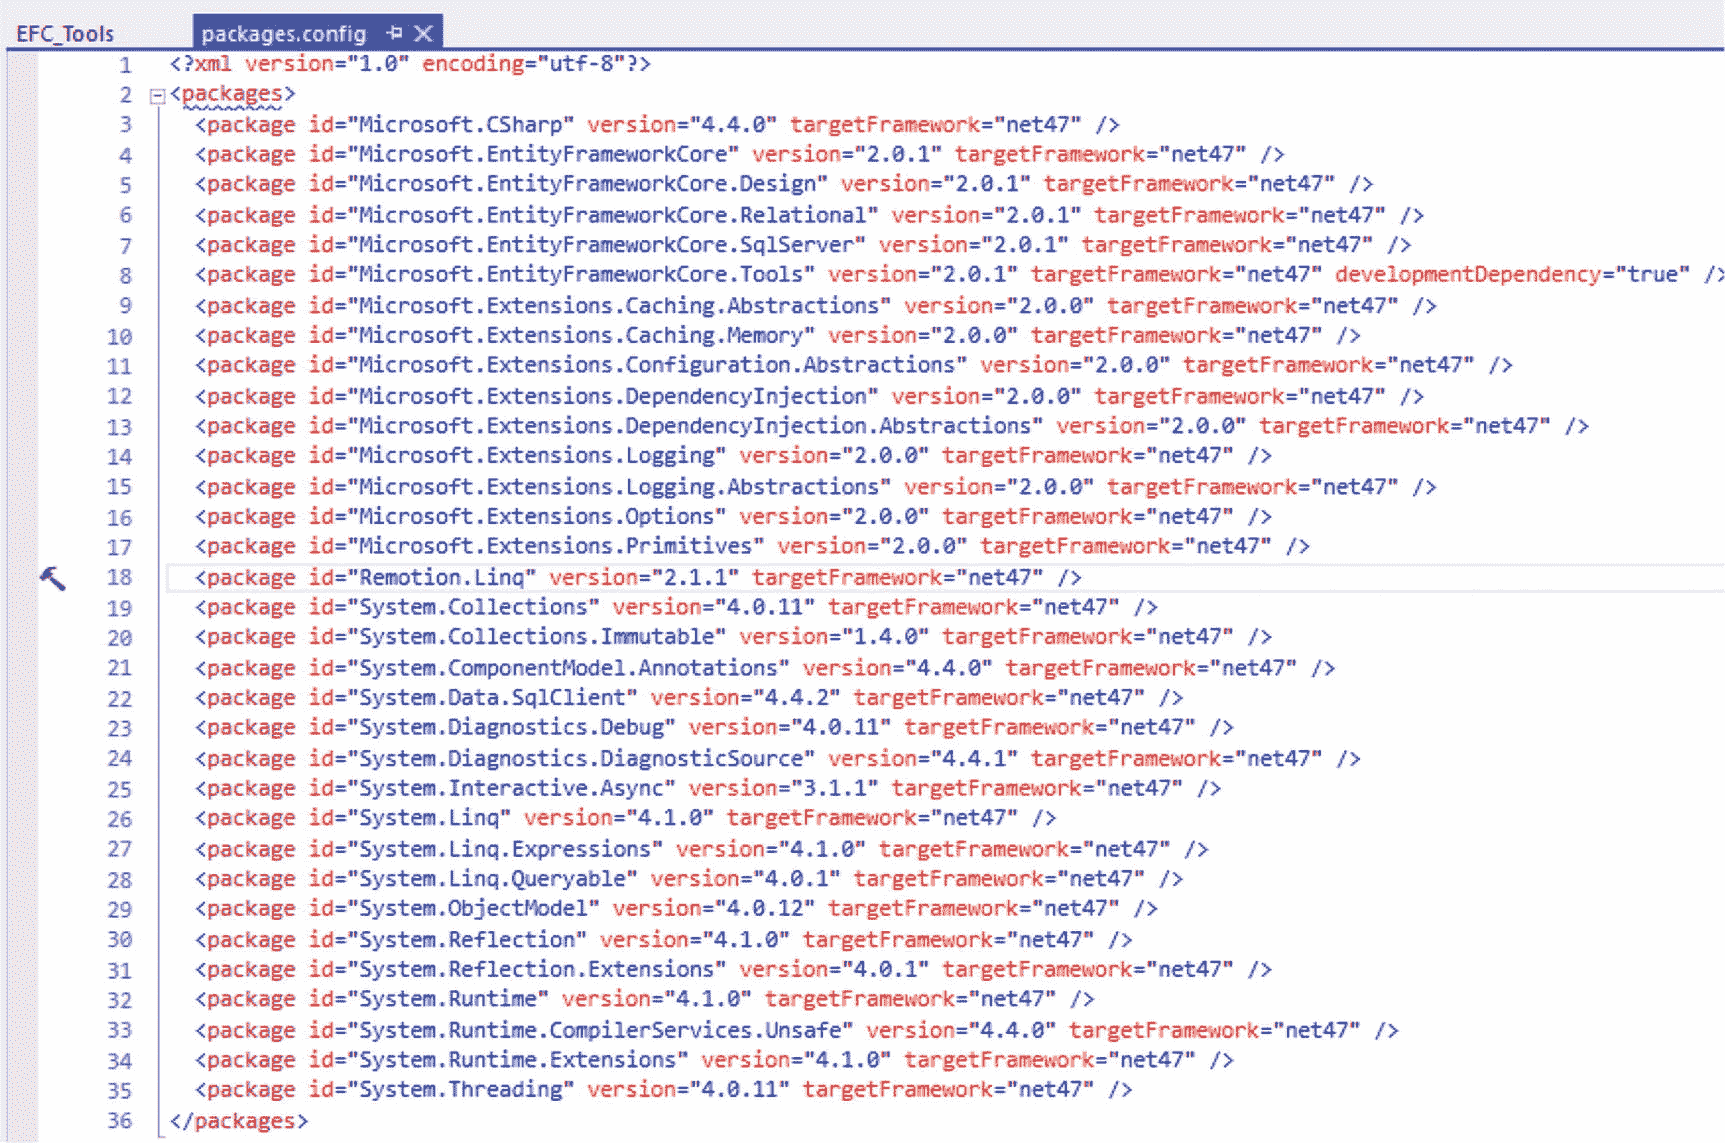 EFC_Tools packages.config
1 <?xml version="1.0" encoding="utf-8"?>
2 <packages>
3 <package id="Microsoft.CSharp" version="4.4.0" targetFramework="net47" />
4 <package id="Microsoft.EntityFrameworkCore" version="2.0.1" targetFramework="net47" />
5 <package id="Microsoft.EntityFrameworkCore.Design" version="2.0.1" targetFramework="net47" />
6 <package id="Microsoft.EntityFrameworkCore.Relational" version="2.0.1" targetFramework="net47" />
7 <package id="Microsoft.EntityFrameworkCore.SqlServer" version="2.0.1" targetFramework="net47" />
8 <package id="Microsoft.EntityFrameworkCore.Tools" version="2.0.1" targetFramework="net47" developmentDependency="true" />
9 <package id="Microsoft.Extensions.Caching.Abstractions" version="2.0.0" targetFramework="net47" />
10 <package id="Microsoft.Extensions.Caching.Memory" version="2.0.0" targetFramework="net47" />
11 <package id="Microsoft.Extensions.Configuration.Abstractions" version="2.0.0" targetFramework="net47" />
12 <package id="Microsoft.Extensions.DependencyInjection" version="2.0.0" targetFramework="net47" />
13 <package id="Microsoft.Extensions.DependencyInjection.Abstractions" version="2.0.0" targetFramework="net47" />
14 <package id="Microsoft.Extensions.Logging" version="2.0.0" targetFramework="net47" />
15 <package id="Microsoft.Extensions.Logging.Abstractions" version="2.0.0" targetFramework="net47" />
16 <package id="Microsoft.Extensions.Options" version="2.0.0" targetFramework="net47" />
17 <package id="Microsoft.Extensions.Primitives" version="2.0.0" targetFramework="net47" />
18 <package id="Remotion.Linq" version="2.1.1" targetFramework="net47" />
19 <package id="System.Collections" version="4.0.11" targetFramework="net47" />
20 <package id="System.Collections.Immutable" version="1.4.0" targetFramework="net47" />
21 <package id="System.ComponentModel.Annotations" version="4.4.0" targetFramework="net47" />
22 <package id="System.Data.SqlClient" version="4.4.2" targetFramework="net47" />
23 <package id="System.Diagnostics.Debug" version="4.0.11" targetFramework="net47" />
24 <package id="System.Diagnostics.DiagnosticSource" version="4.4.1" targetFramework="net47" />
25 <package id="System.Interactive.Async" version="3.1.1" targetFramework="net47" />
26 <package id="System.Linq" version="4.1.0" targetFramework="net47" />
27 <package id="System.Linq.Expressions" version="4.1.0" targetFramework="net47" />
28 <package id="System.Linq.Queryable" version="4.0.1" targetFramework="net47" />
29 <package id="System.ObjectModel" version="4.0.12" targetFramework="net47" />
30 <package id="System.Reflection" version="4.1.0" targetFramework="net47" />
31 <package id="System.Reflection.Extensions" version="4.0.1" targetFramework="net47" />
32 <package id="System.Runtime" version="4.1.0" targetFramework="net47" />
33 <package id="System.Runtime.CompilerServices.Unsafe" version="4.4.0" targetFramework="net47" />
34 <package id="System.Runtime.Extensions" version="4.1.0" targetFramework="net47" />
35 <package id="System.Threading" version="4.0.11" targetFramework="net47" />
36 </packages>